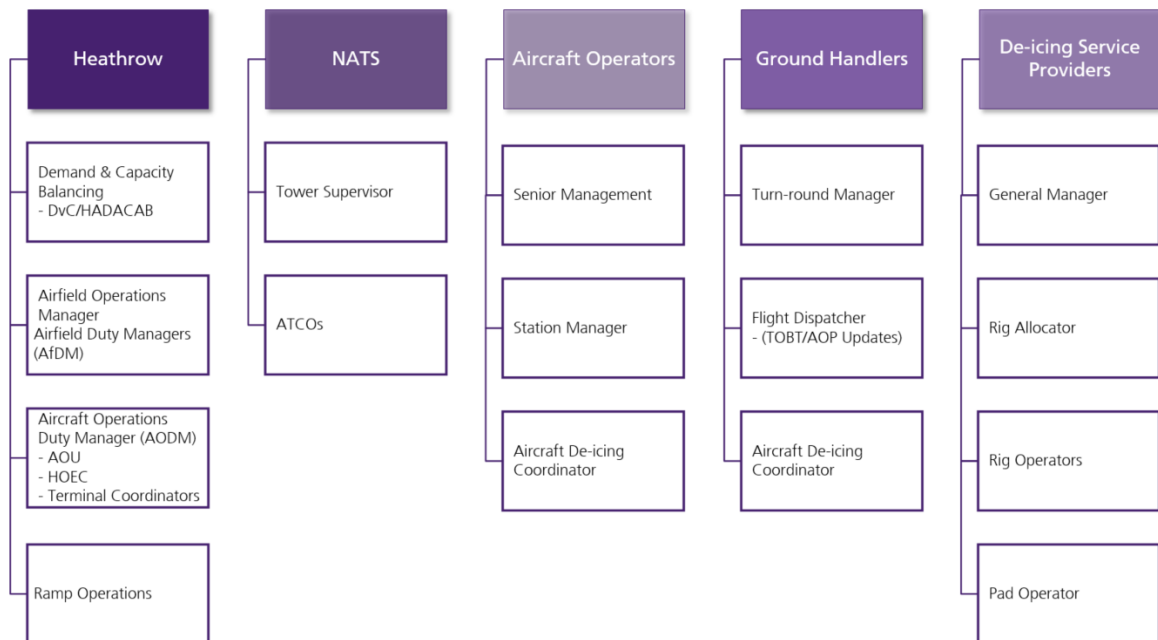 Heathrow
Demand & Capacity
Balancing
- DvC/HADACAB
Airfield Operations
Manager
Airfield Duty Managers
(AfDM)
Aircraft Operations
Duty Manager (AODM)
- AOU
- HOEC
- Terminal Coordinators
Ramp Operations
NATS
Tower Supervisor
ATCOs
Aircraft Operators
Senior Management
Station Manager
Aircraft De-icing
Coordinator
Ground Handlers
Turn-round Manager
Flight Dispatcher
- (TOBT/AOP Updates)
Aircraft De-icing
Coordinator
De-icing Service
Providers
General Manager
Rig Allocator
Rig Operators
Pad Operator